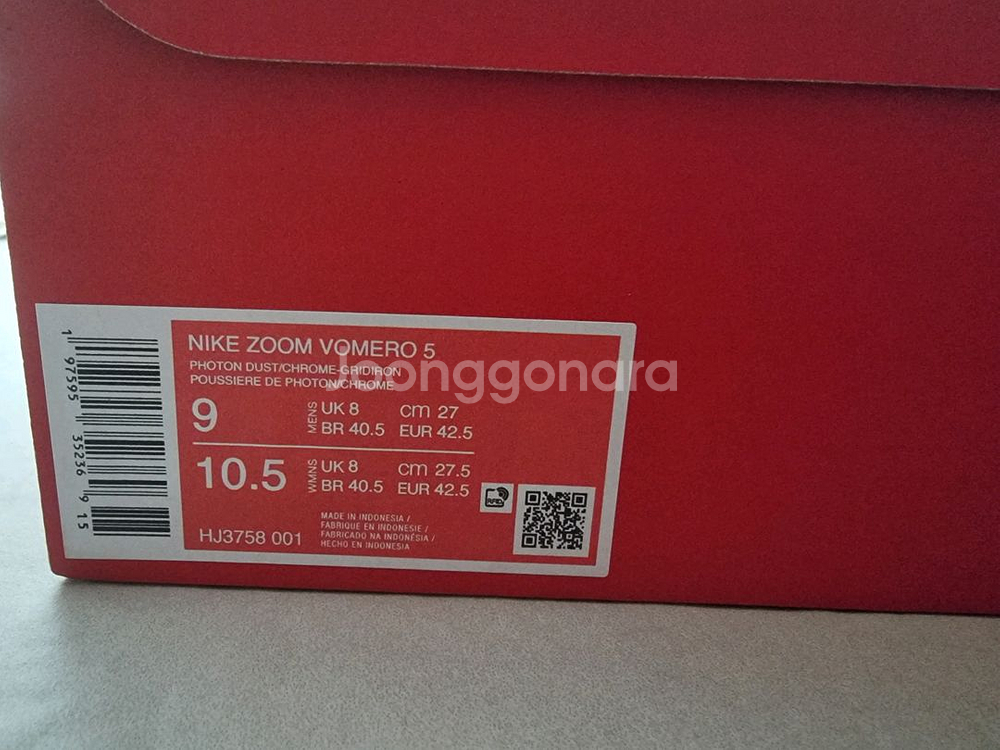 NIKE ZOOM VOMERO 5
PHOTON DUST/CHROME-GRIDIRON
POUSSIERE DE PHOTON/CHROME
9 MENS UK 8 cm 27
BR 40.5 EUR 42.5
10.5 WMNS UK 8 cm 27.5
BR 40.5 EUR 42.5
HJ3758 001
MADE IN INDONESIA /
FABRIQUE EN INDONESIE /
FABRICADO NA INDONÉSIA /
HECHO EN INDONESIA
RFID
1 97595 35236 9 15
Joonggonara